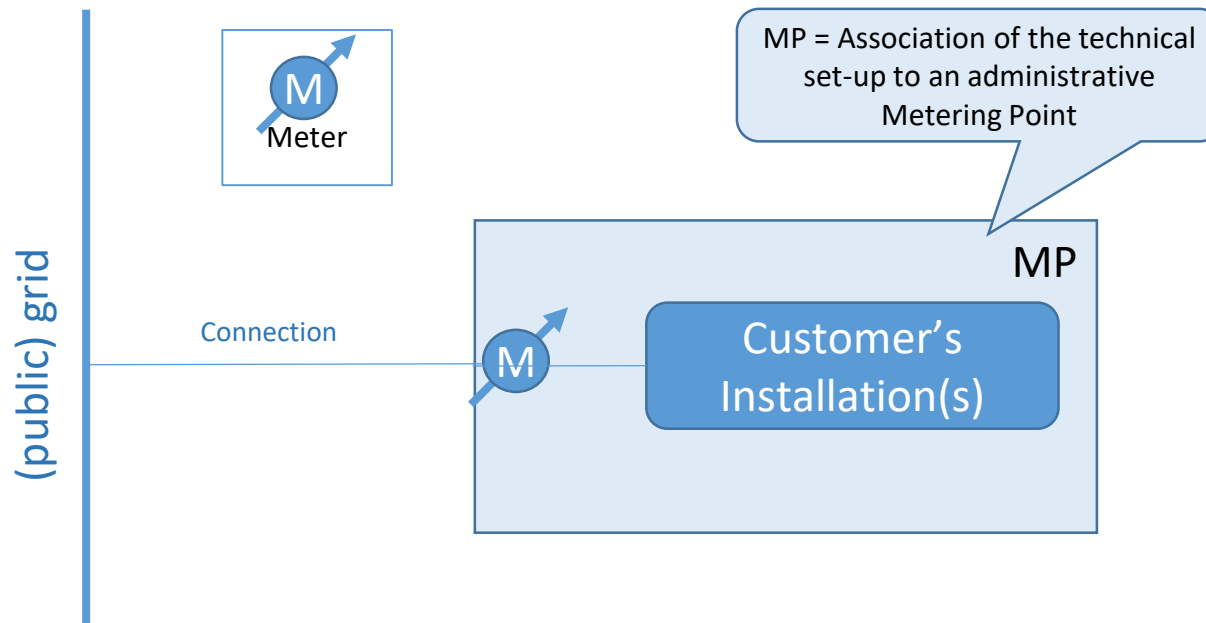 M
Meter
MP = Association of the technical
set-up to an administrative
Metering Point
(public) grid
Connection
MP
M
Customer’s
Installation(s)